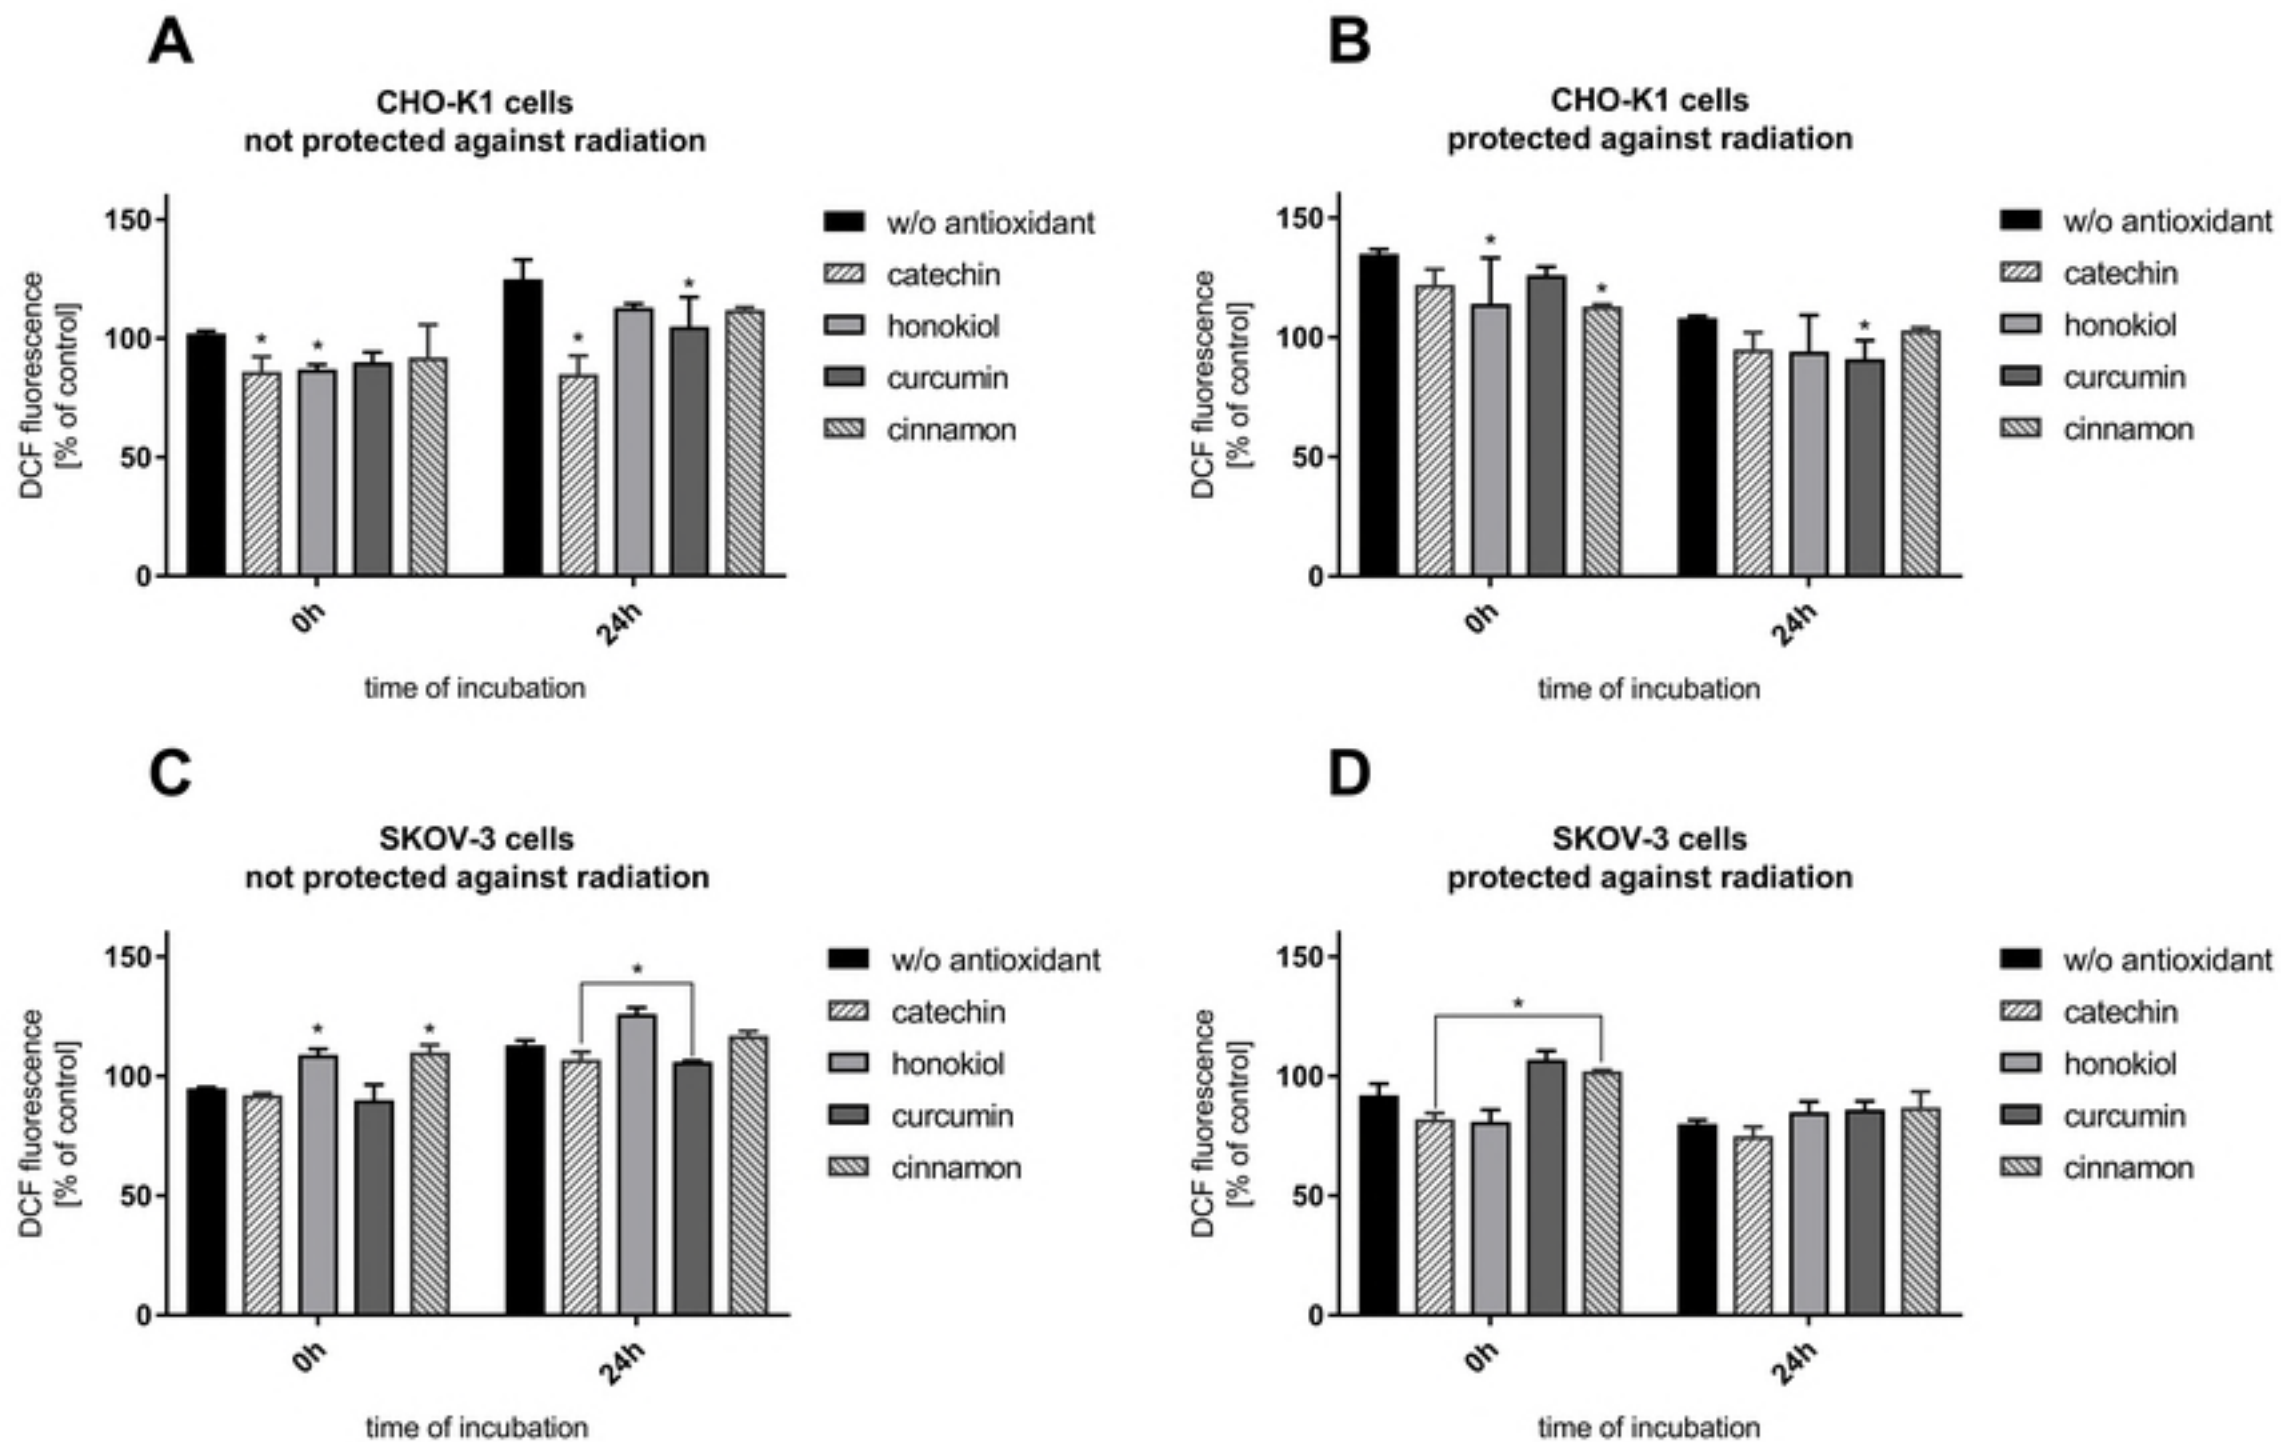 A
CHO-K1 cells
not protected against radiation
DCF fluorescence
[% of control]
150
100
50
0
*
*
*
*
0h
24h
time of incubation
w/o antioxidant
catechin
honokiol
curcumin
cinnamon
B
CHO-K1 cells
protected against radiation
DCF fluorescence
[% of control]
150
100
50
0
*
*
*
0h
24h
time of incubation
w/o antioxidant
catechin
honokiol
curcumin
cinnamon
C
SKOV-3 cells
not protected against radiation
DCF fluorescence
[% of control]
150
100
50
0
*
*
*
0h
24h
time of incubation
w/o antioxidant
catechin
honokiol
curcumin
cinnamon
D
SKOV-3 cells
protected against radiation
DCF fluorescence
[% of control]
150
100
50
0
*
0h
24h
time of incubation
w/o antioxidant
catechin
honokiol
curcumin
cinnamon